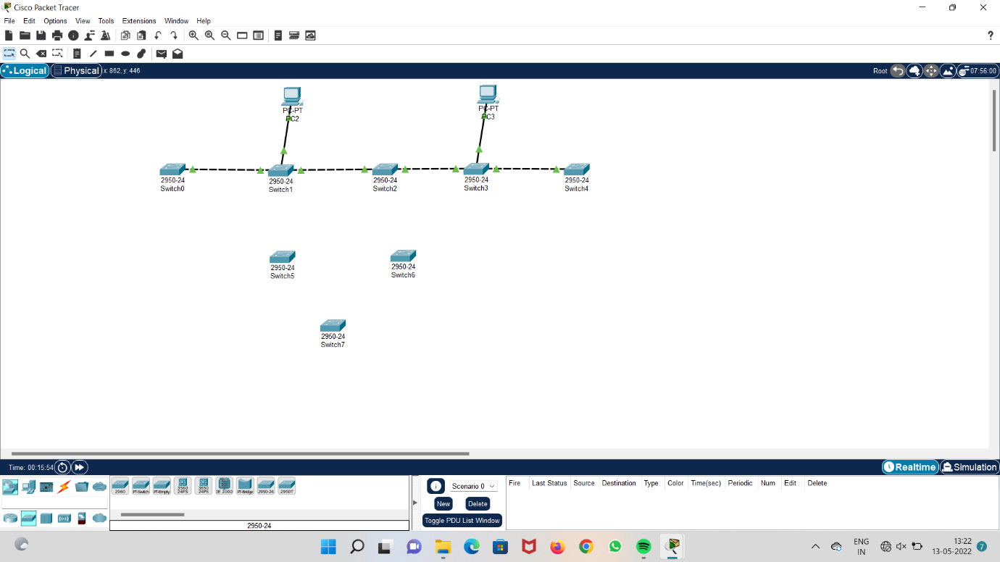 Cisco Packet Tracer
File Edit Options View Tools Extensions Window Help
?
Logical Physical x: 862, y: 446 Root 07:56:00
PC-PT
PC2
PC-PT
PC3
2950-24
Switch0
2950-24
Switch1
2950-24
Switch2
2950-24
Switch3
2950-24
Switch4
2950-24
Switch5
2950-24
Switch6
2950-24
Switch7
Time: 00:15:54 Realtime Simulation
2960 PT-Switch PT-Empty 3560 24PS 3650 24PS IE 2000 PT-Bridge 2950-24 2950T
2950-24
Scenario 0
New Delete
Toggle PDU List Window
Fire Last Status Source Destination Type Color Time(sec) Periodic Num Edit Delete
ENG
IN
13:22
13-05-2022
7